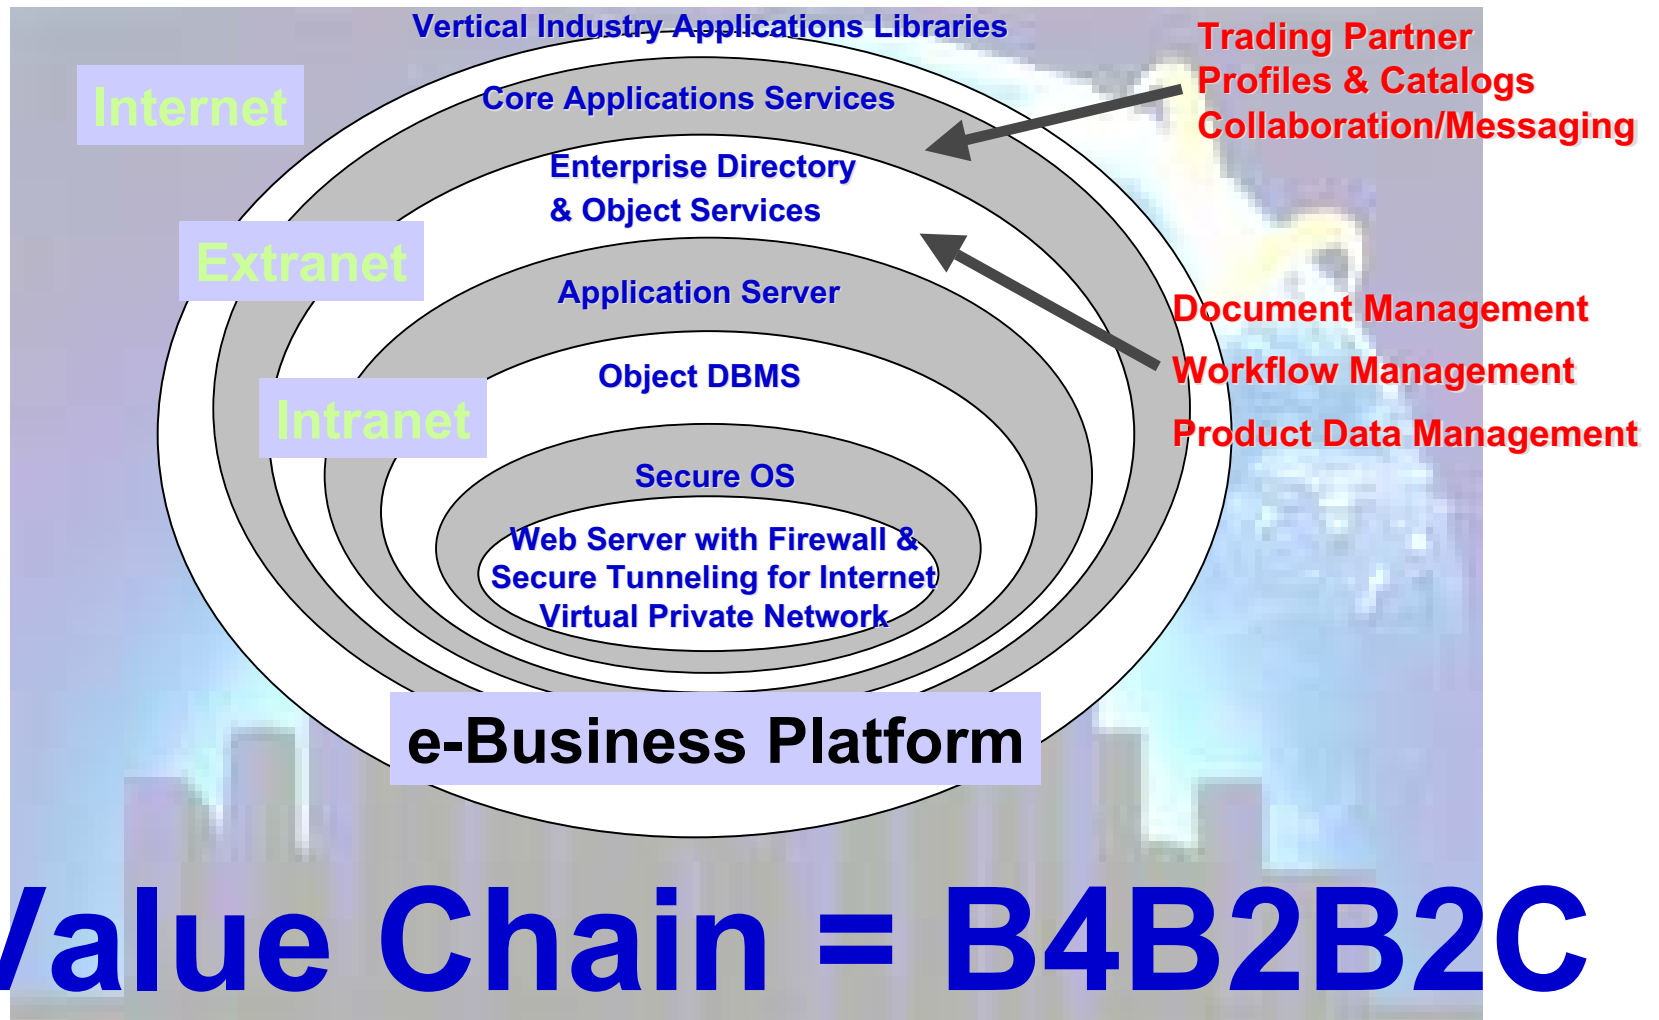 Vertical Industry Applications Libraries
Trading Partner
Profiles & Catalogs
Collaboration/Messaging
Internet
Core Applications Services
Enterprise Directory
& Object Services
Extranet
Application Server
Document Management
Workflow Management
Product Data Management
Object DBMS
Intranet
Secure OS
Web Server with Firewall &
Secure Tunneling for Internet
Virtual Private Network
e-Business Platform
Value Chain = B4B2B2C